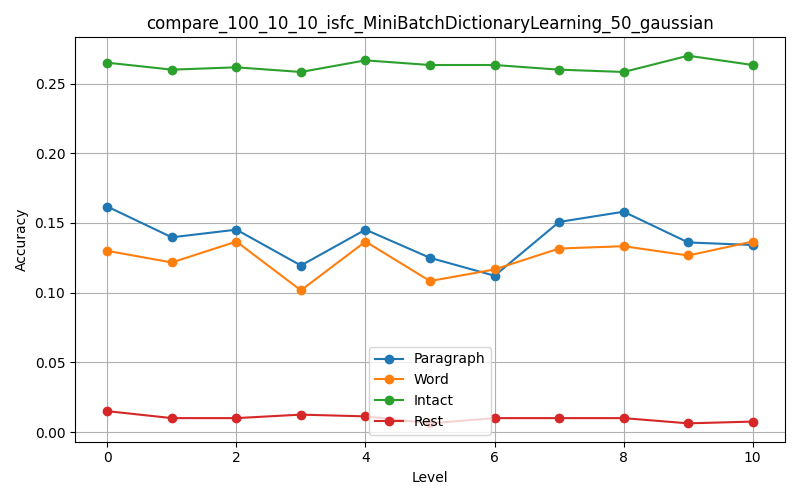 compare_100_10_10_isfc_MiniBatchDictionaryLearning_50_gaussian
Accuracy
0.25
0.20
0.15
0.10
0.05
0.00
Paragraph
Word
Intact
Rest
0 2 4 6 8 10
Level